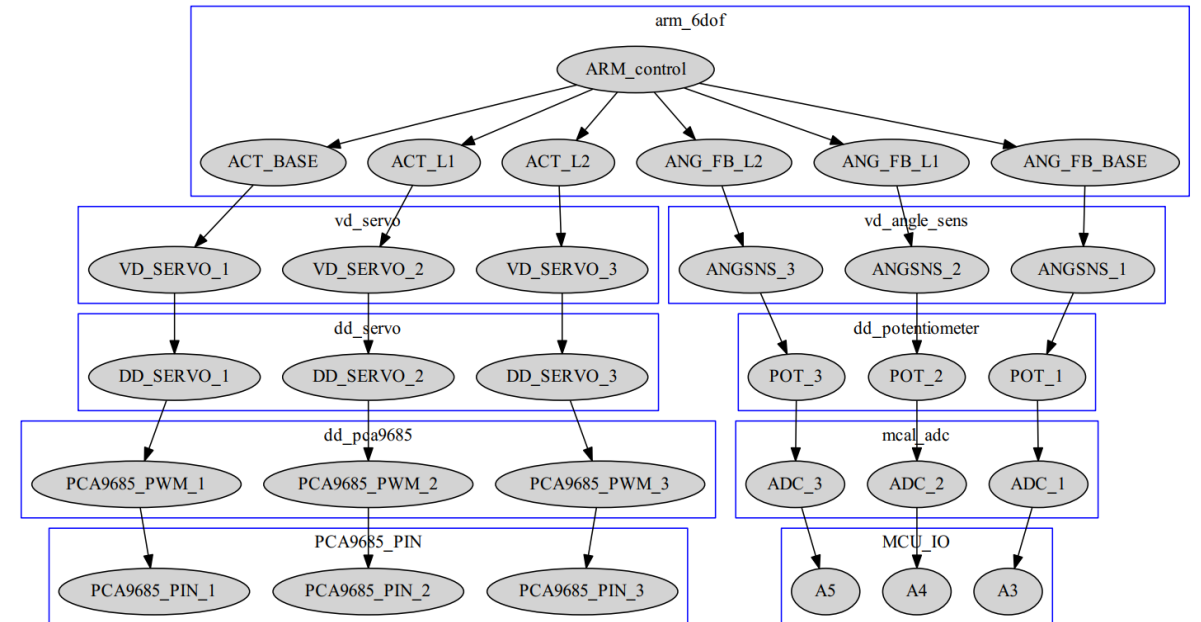 arm_6dof
ARM_control
ACT_BASE
ACT_L1
ACT_L2
ANG_FB_L2
ANG_FB_L1
ANG_FB_BASE
vd_servo
vd_angle_sens
VD_SERVO_1
VD_SERVO_2
VD_SERVO_3
ANGSNS_3
ANGSNS_2
ANGSNS_1
dd_servo
dd_potentiometer
DD_SERVO_1
DD_SERVO_2
DD_SERVO_3
POT_3
POT_2
POT_1
dd_pca9685
mcal_adc
PCA9685_PWM_1
PCA9685_PWM_2
PCA9685_PWM_3
ADC_3
ADC_2
ADC_1
PCA9685_PIN
MCU_IO
PCA9685_PIN_1
PCA9685_PIN_2
PCA9685_PIN_3
A5
A4
A3